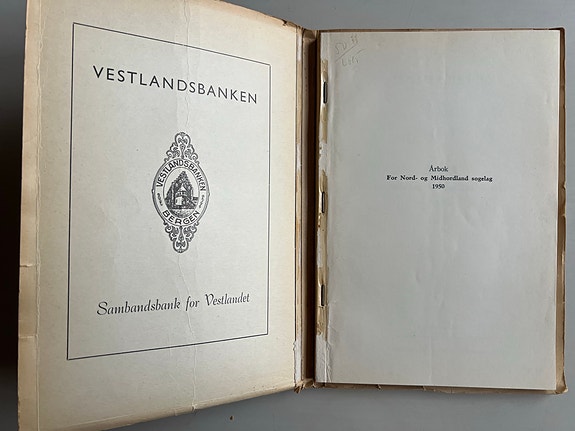 VESTLANDSBANKEN
VESTLANDSBANKEN
BERGEN
Sambandsbank for Vestlandet
Årbok
For Nord- og Midhordland sogelag
1950